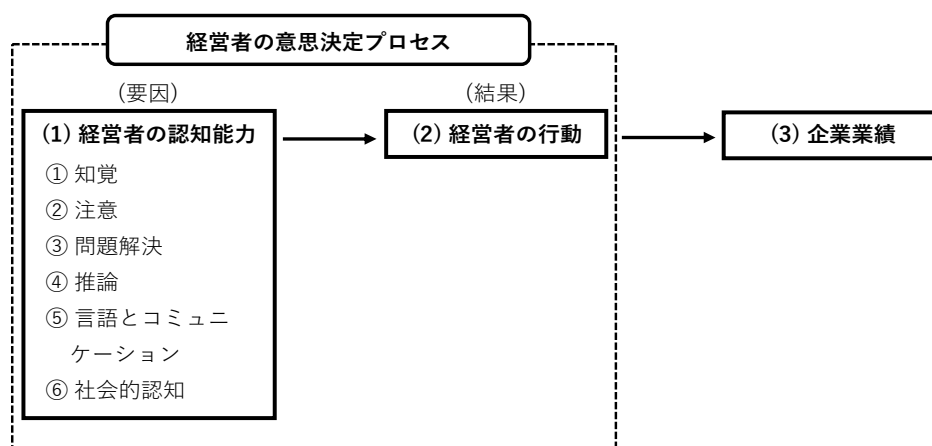 経営者の意思決定プロセス
(要因)
(結果)
(1) 経営者の認知能力
(2) 経営者の行動
(3) 企業業績
① 知覚
② 注意
③ 問題解決
④ 推論
⑤ 言語とコミュニ
ケーション
⑥ 社会的認知